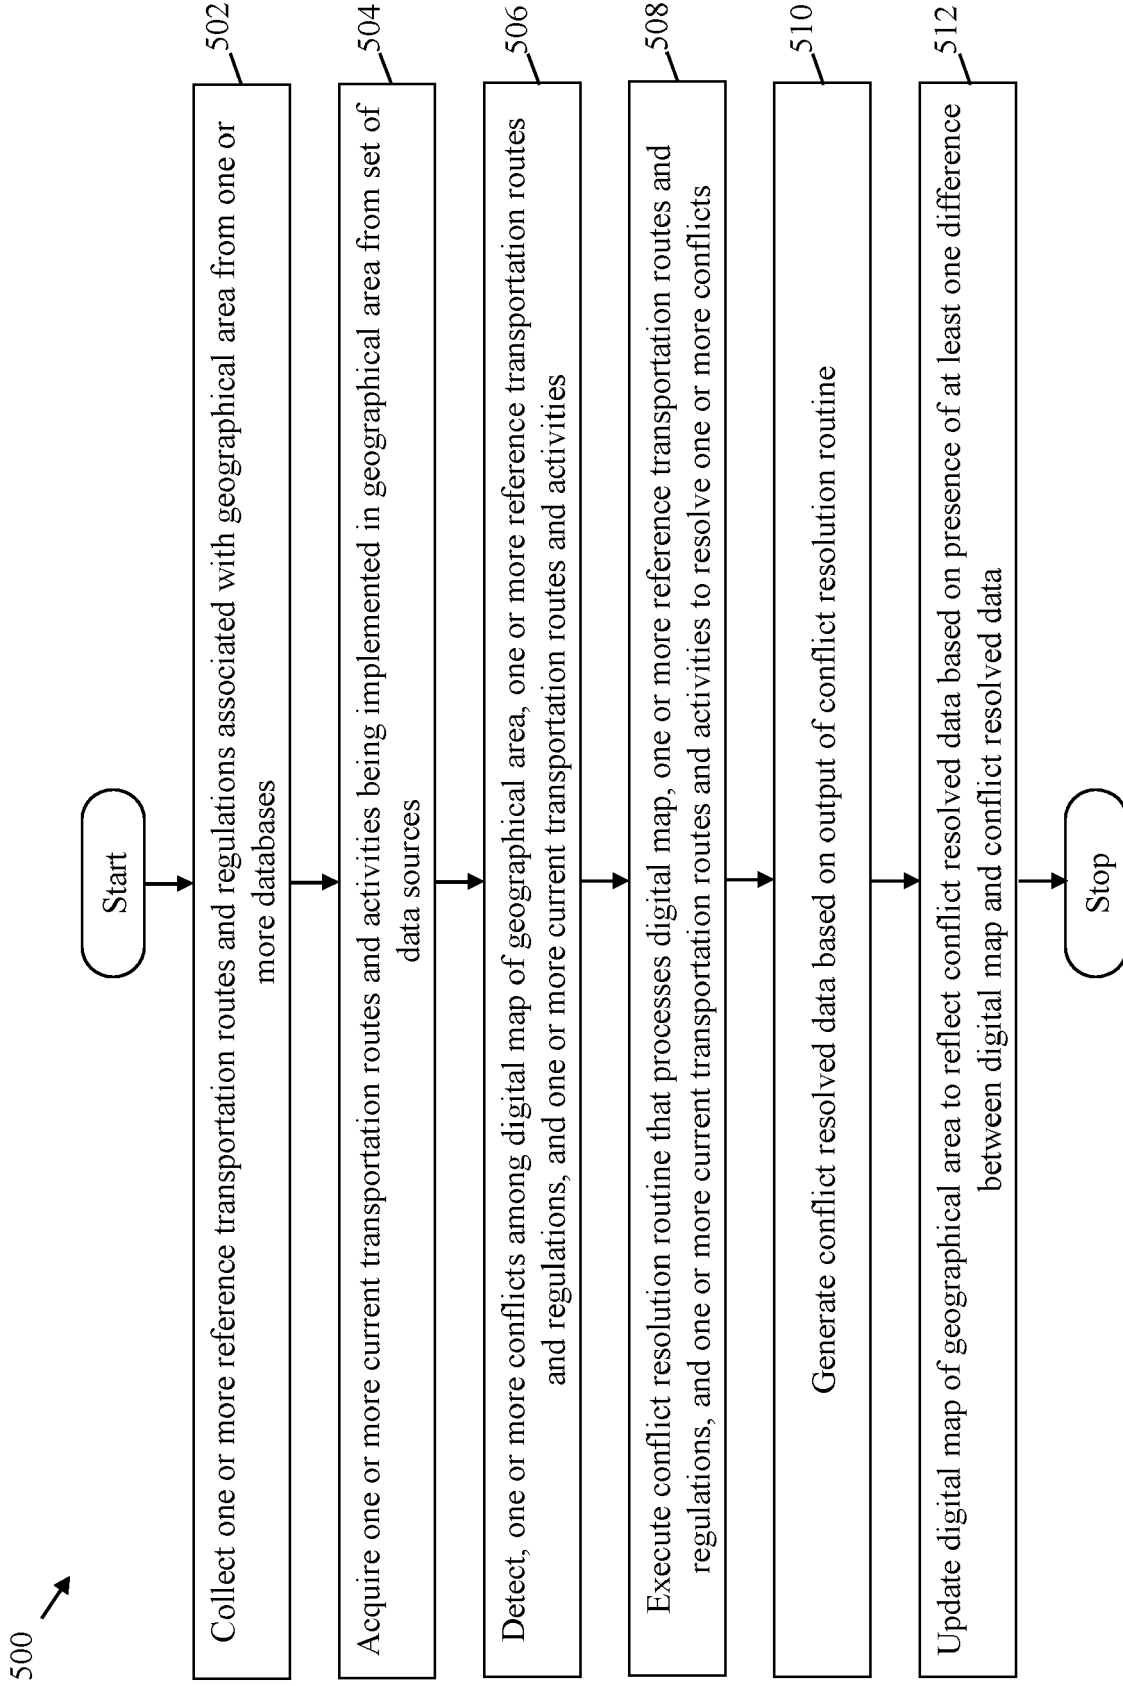 500
Start
502
Collect one or more reference transportation routes and regulations associated with geographical area from one or
more databases
504
Acquire one or more current transportation routes and activities being implemented in geographical area from set of
data sources
506
Detect, one or more conflicts among digital map of geographical area, one or more reference transportation routes
and regulations, and one or more current transportation routes and activities
508
Execute conflict resolution routine that processes digital map, one or more reference transportation routes and
regulations, and one or more current transportation routes and activities to resolve one or more conflicts
510
Generate conflict resolved data based on output of conflict resolution routine
512
Update digital map of geographical area to reflect conflict resolved data based on presence of at least one difference
between digital map and conflict resolved data
Stop